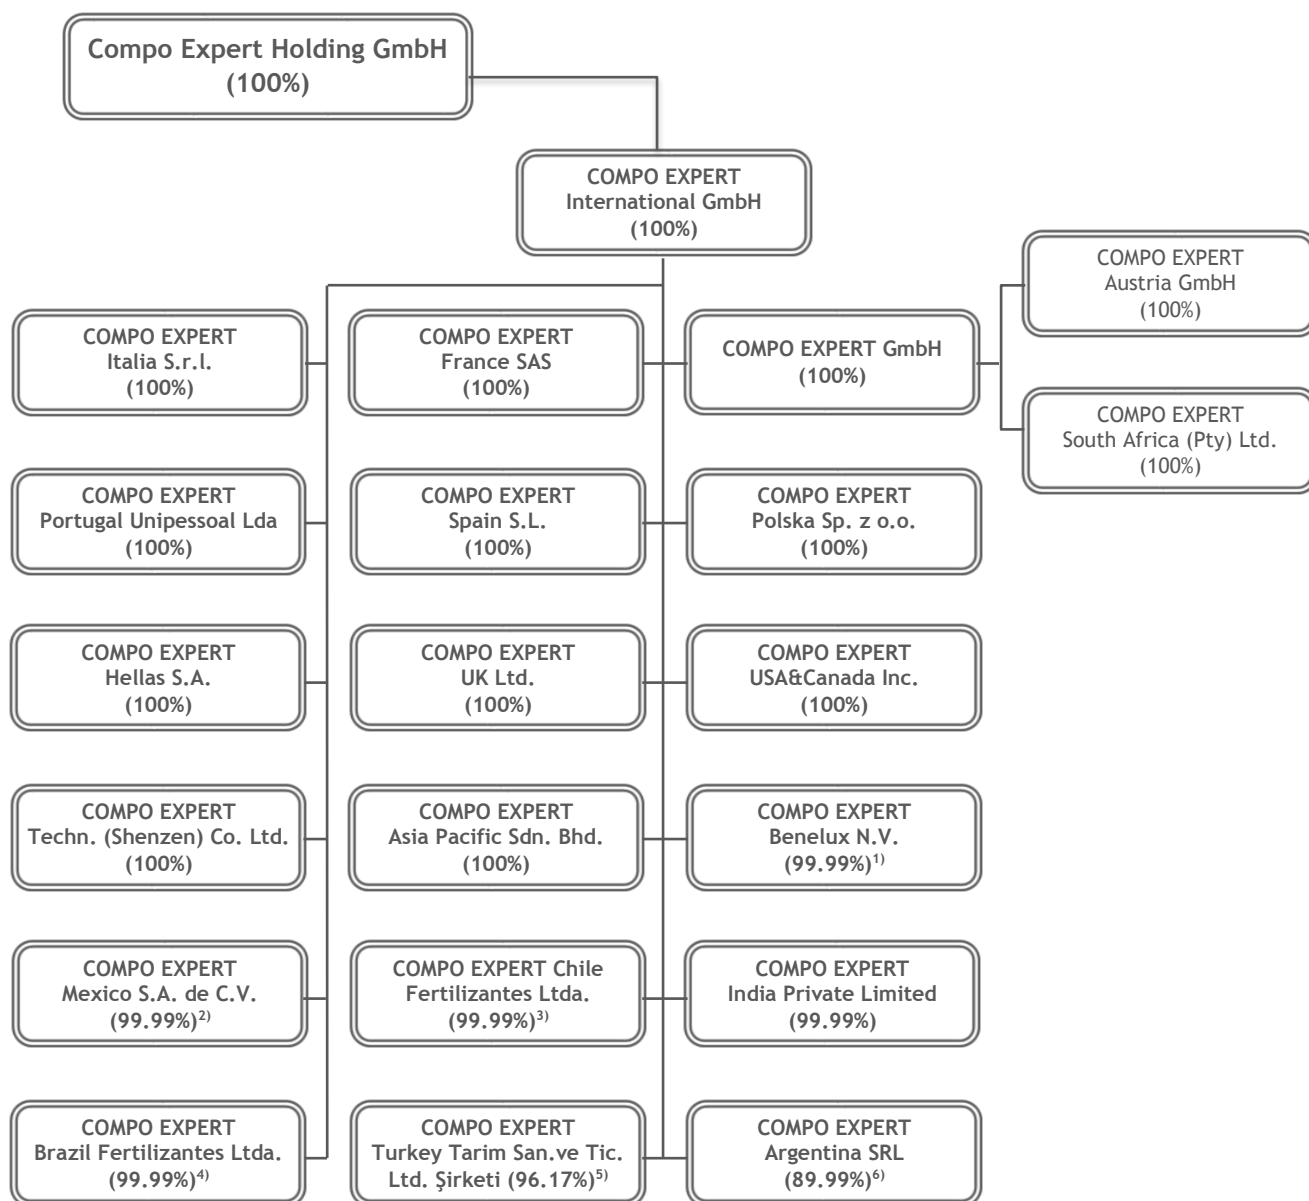 Compo Expert Holding GmbH
(100%)
COMPO EXPERT
International GmbH
(100%)
COMPO EXPERT
Austria GmbH
(100%)
COMPO EXPERT
Italia S.r.l.
(100%)
COMPO EXPERT
France SAS
(100%)
COMPO EXPERT GmbH
(100%)
COMPO EXPERT
South Africa (Pty) Ltd.
(100%)
COMPO EXPERT
Portugal Unipessoal Lda
(100%)
COMPO EXPERT
Spain S.L.
(100%)
COMPO EXPERT
Polska Sp. z o.o.
(100%)
COMPO EXPERT
Hellas S.A.
(100%)
COMPO EXPERT
UK Ltd.
(100%)
COMPO EXPERT
USA&Canada Inc.
(100%)
COMPO EXPERT
Techn. (Shenzen) Co. Ltd.
(100%)
COMPO EXPERT
Asia Pacific Sdn. Bhd.
(100%)
COMPO EXPERT
Benelux N.V.
(99.99%)1)
COMPO EXPERT
Mexico S.A. de C.V.
(99.99%)2)
COMPO EXPERT Chile
Fertilizantes Ltda.
(99.99%)3)
COMPO EXPERT
India Private Limited
(99.99%)
COMPO EXPERT
Brazil Fertilizantes Ltda.
(99.99%)4)
COMPO EXPERT
Turkey Tarim San.ve Tic.
Ltd. Şirketi (96.17%)5)
COMPO EXPERT
Argentina SRL
(89.99%)6)